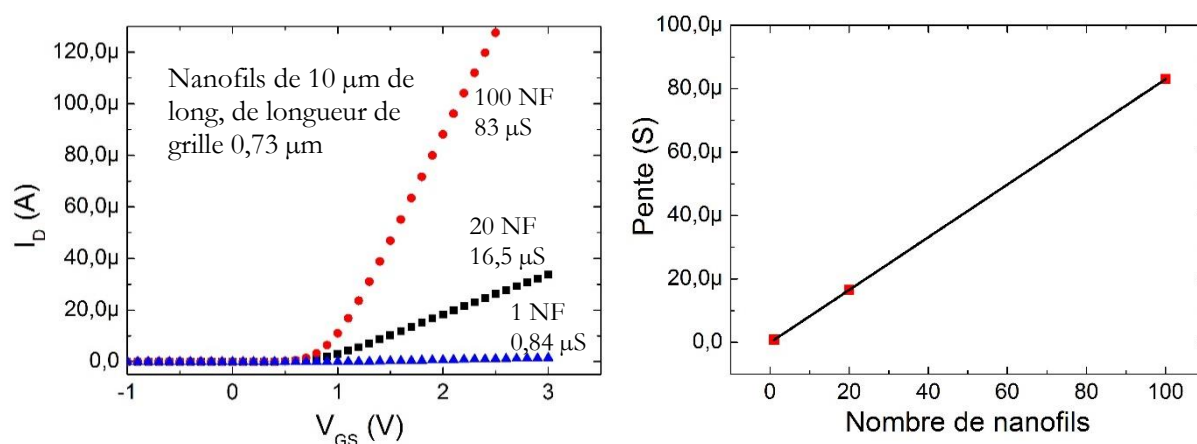 120,0µ
100,0µ
80,0µ
60,0µ
40,0µ
20,0µ
0,0
I_D (A)
Nanofils de 10 µm de
long, de longueur de
grille 0,73 µm
100 NF
83 µS
20 NF
16,5 µS
1 NF
0,84 µS
-1 0 1 2 3
V_GS (V)
100,0µ
80,0µ
60,0µ
40,0µ
20,0µ
0,0
Pente (S)
0 20 40 60 80 100
Nombre de nanofils